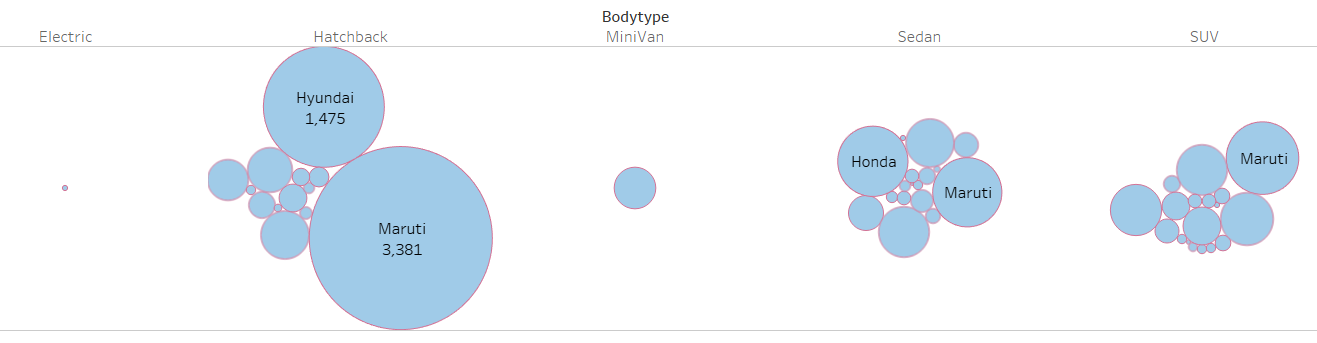 Bodytype
Electric
Hatchback
MiniVan
Sedan
SUV
Hyundai
1,475
Maruti
3,381
Honda
Maruti
Maruti